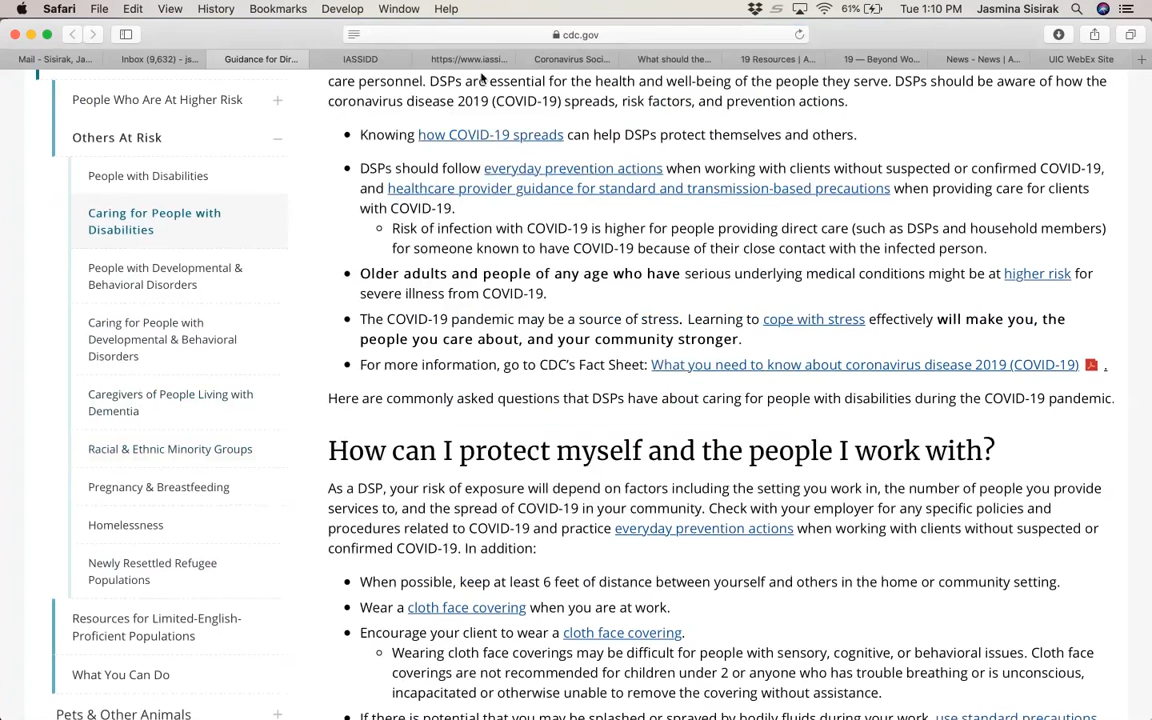 Safari File Edit View History Bookmarks Develop Window Help 61% Tue 1:10 PM Jasmina Sisirak
cdc.gov
Mail - Sisirak, Ja... Inbox (9,632) - js... Guidance for Dir... IASSIDD https://www.iassi... Coronavirus Soci... What should the... 19 Resources | A... 19 — Beyond Wo... News - News | A... UIC WebEx Site
People Who Are At Higher Risk
Others At Risk
People with Disabilities
Caring for People with
Disabilities
People with Developmental &
Behavioral Disorders
Caring for People with
Developmental & Behavioral
Disorders
Caregivers of People Living with
Dementia
Racial & Ethnic Minority Groups
Pregnancy & Breastfeeding
Homelessness
Newly Resettled Refugee
Populations
Resources for Limited-English-
Proficient Populations
What You Can Do
Pets & Other Animals
care personnel. DSPs are essential for the health and well-being of the people they serve. DSPs should be aware of how the
coronavirus disease 2019 (COVID-19) spreads, risk factors, and prevention actions.
• Knowing how COVID-19 spreads can help DSPs protect themselves and others.
• DSPs should follow everyday prevention actions when working with clients without suspected or confirmed COVID-19,
and healthcare provider guidance for standard and transmission-based precautions when providing care for clients
with COVID-19.
Risk of infection with COVID-19 is higher for people providing direct care (such as DSPs and household members)
for someone known to have COVID-19 because of their close contact with the infected person.
• Older adults and people of any age who have serious underlying medical conditions might be at higher risk for
severe illness from COVID-19.
• The COVID-19 pandemic may be a source of stress. Learning to cope with stress effectively will make you, the
people you care about, and your community stronger.
• For more information, go to CDC's Fact Sheet: What you need to know about coronavirus disease 2019 (COVID-19) .
Here are commonly asked questions that DSPs have about caring for people with disabilities during the COVID-19 pandemic.
How can I protect myself and the people I work with?
As a DSP, your risk of exposure will depend on factors including the setting you work in, the number of people you provide
services to, and the spread of COVID-19 in your community. Check with your employer for any specific policies and
procedures related to COVID-19 and practice everyday prevention actions when working with clients without suspected or
confirmed COVID-19. In addition:
• When possible, keep at least 6 feet of distance between yourself and others in the home or community setting.
• Wear a cloth face covering when you are at work.
• Encourage your client to wear a cloth face covering.
Wearing cloth face coverings may be difficult for people with sensory, cognitive, or behavioral issues. Cloth face
coverings are not recommended for children under 2 or anyone who has trouble breathing or is unconscious,
incapacitated or otherwise unable to remove the covering without assistance.
• If there is potential that you may be splashed or sprayed by bodily fluids during your work, use standard precautions